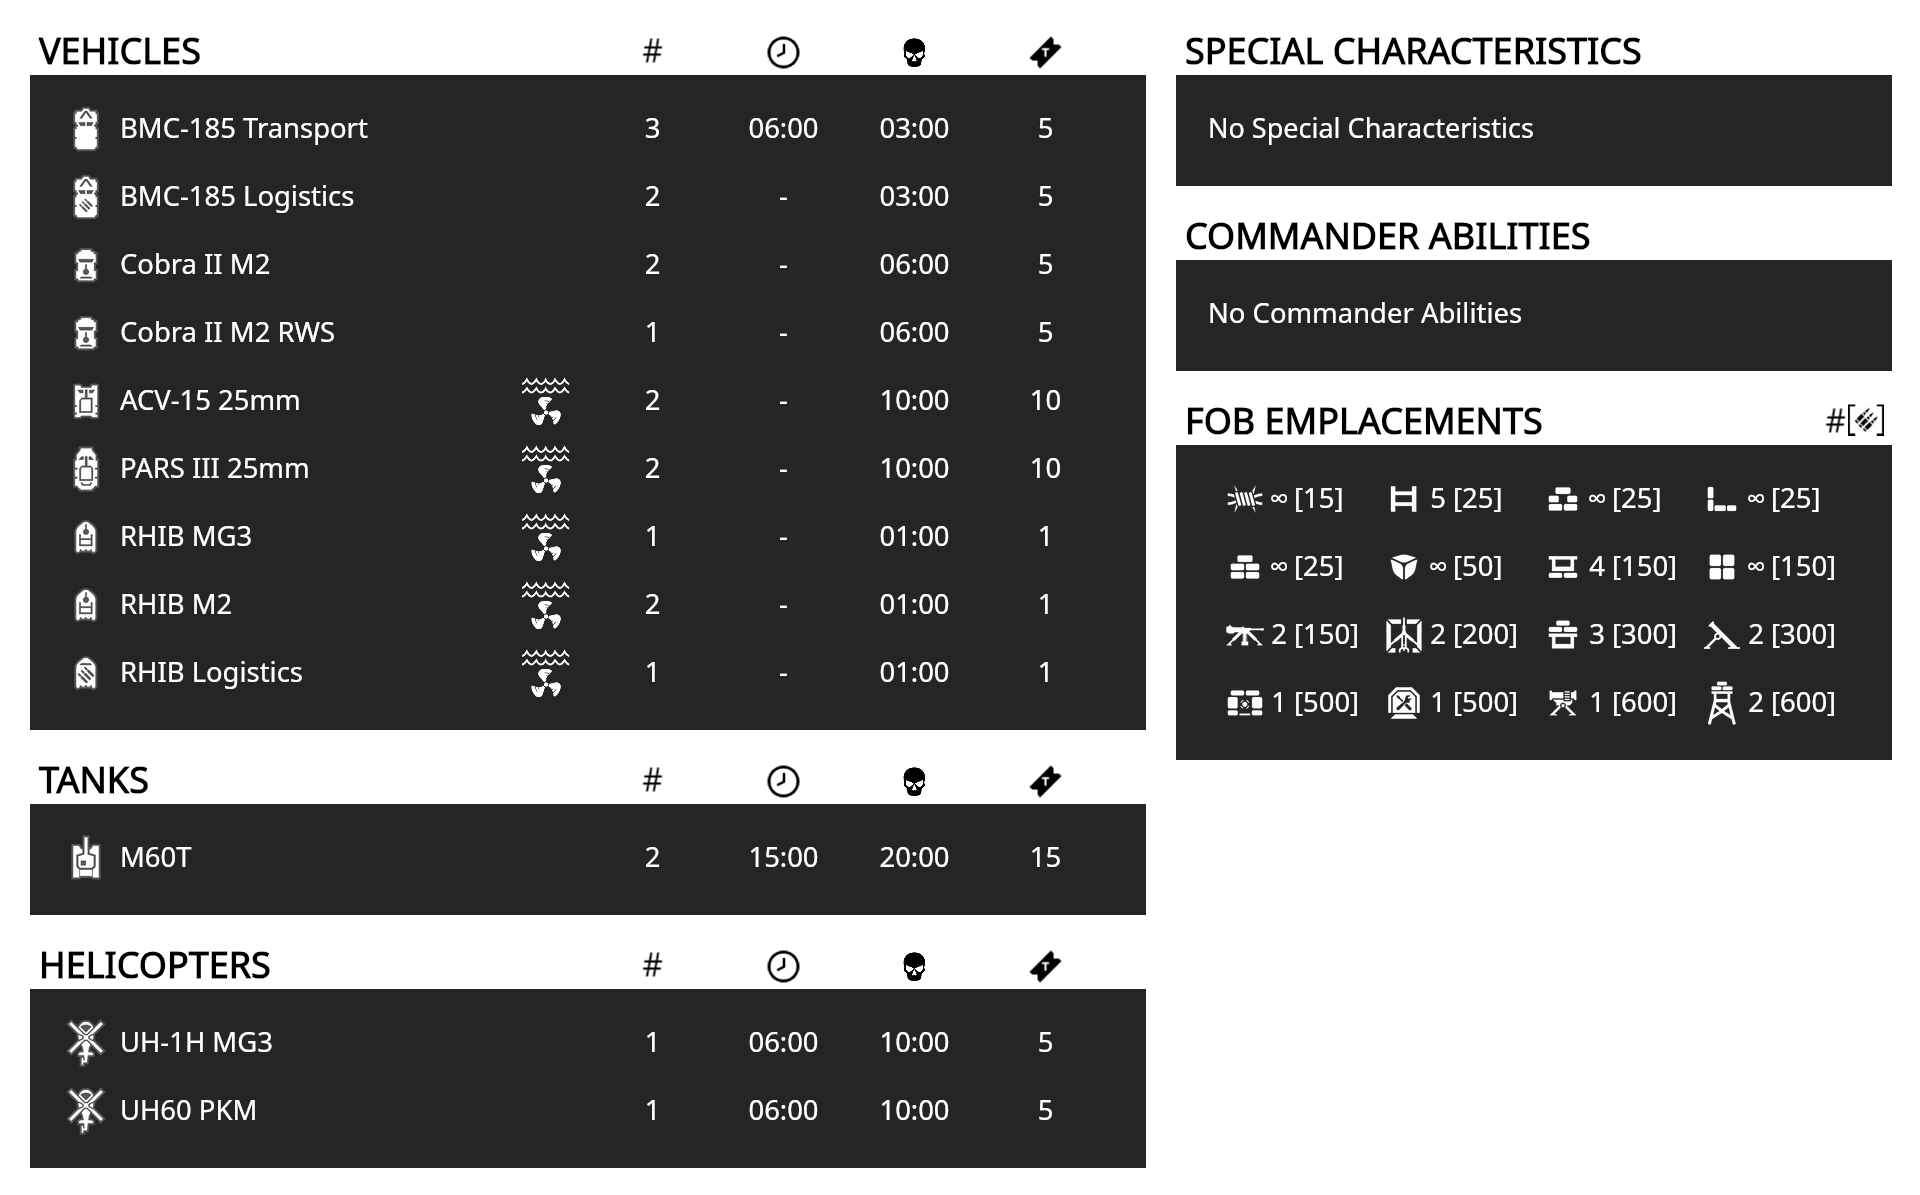 VEHICLES #
BMC-185 Transport 3 06:00 03:00 5
BMC-185 Logistics 2 - 03:00 5
Cobra II M2 2 - 06:00 5
Cobra II M2 RWS 1 - 06:00 5
ACV-15 25mm 2 - 10:00 10
PARS III 25mm 2 - 10:00 10
RHIB MG3 1 - 01:00 1
RHIB M2 2 - 01:00 1
RHIB Logistics 1 - 01:00 1
TANKS #
M60T 2 15:00 20:00 15
HELICOPTERS #
UH-1H MG3 1 06:00 10:00 5
UH60 PKM 1 06:00 10:00 5
SPECIAL CHARACTERISTICS
No Special Characteristics
COMMANDER ABILITIES
No Commander Abilities
FOB EMPLACEMENTS #[]
∞ [15] 5 [25] ∞ [25] ∞ [25]
∞ [25] ∞ [50] 4 [150] ∞ [150]
2 [150] 2 [200] 3 [300] 2 [300]
1 [500] 1 [500] 1 [600] 2 [600]